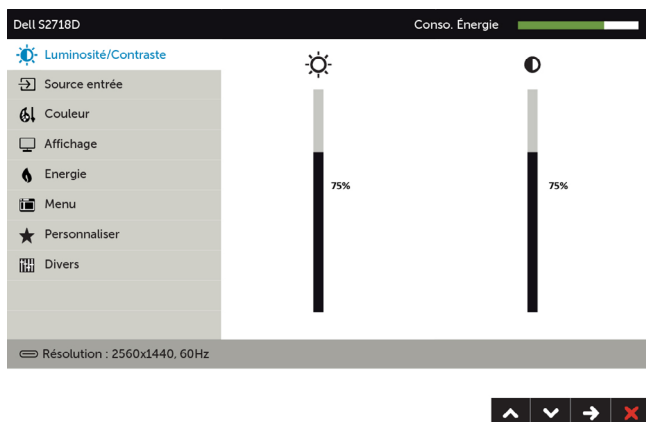 Dell S2718D
Conso. Énergie
Luminosité/Contraste
Source entrée
Couleur
Affichage
Energie
Menu
Personnaliser
Divers
75%
75%
Résolution : 2560x1440, 60Hz